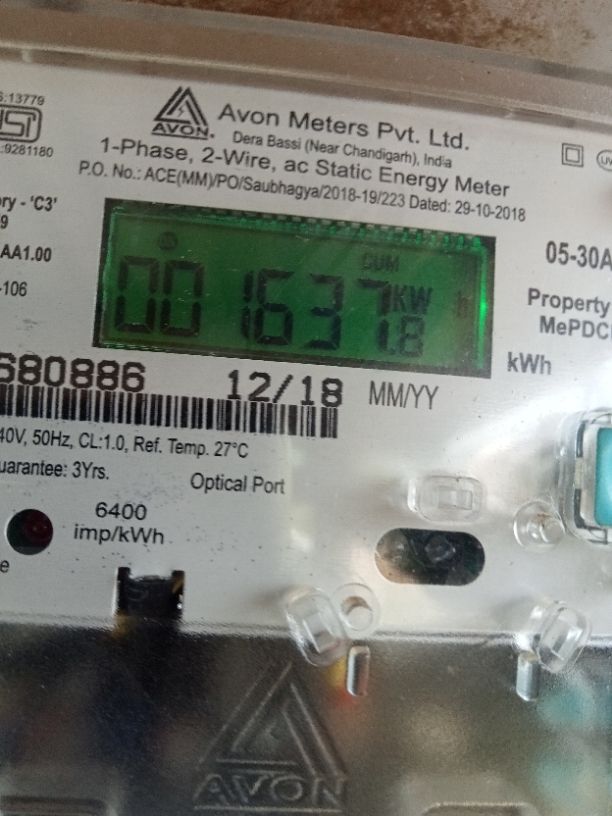 S:13779
ISI
:9281180
AVON.
Avon Meters Pvt. Ltd.
Dera Bassi (Near Chandigarh), India
1-Phase, 2-Wire, ac Static Energy Meter
P.O. No.: ACE(MM)/PO/Saubhagya/2018-19/223 Dated: 29-10-2018
ory - 'C3'
9
AA1.00
-106
CUM
001637.8 KW h
05-30A
Property
MePDC
kWh
680886 12/18 MM/YY
40V, 50Hz, CL:1.0, Ref. Temp. 27°C
uarantee: 3Yrs.
Optical Port
6400
imp/kWh
e
AVON